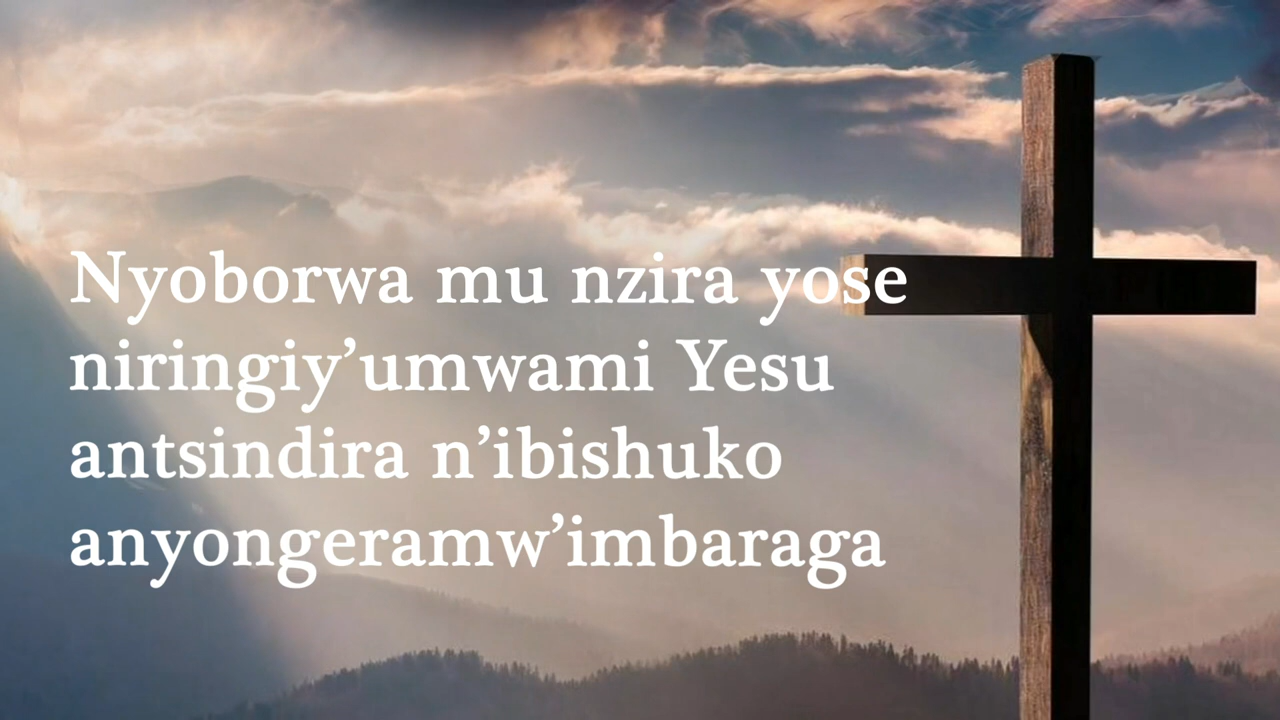 Nyoborwa mu nzira yose
niringiy’umwami Yesu
antsindira n’ibishuko
anyongeramw’imbaraga